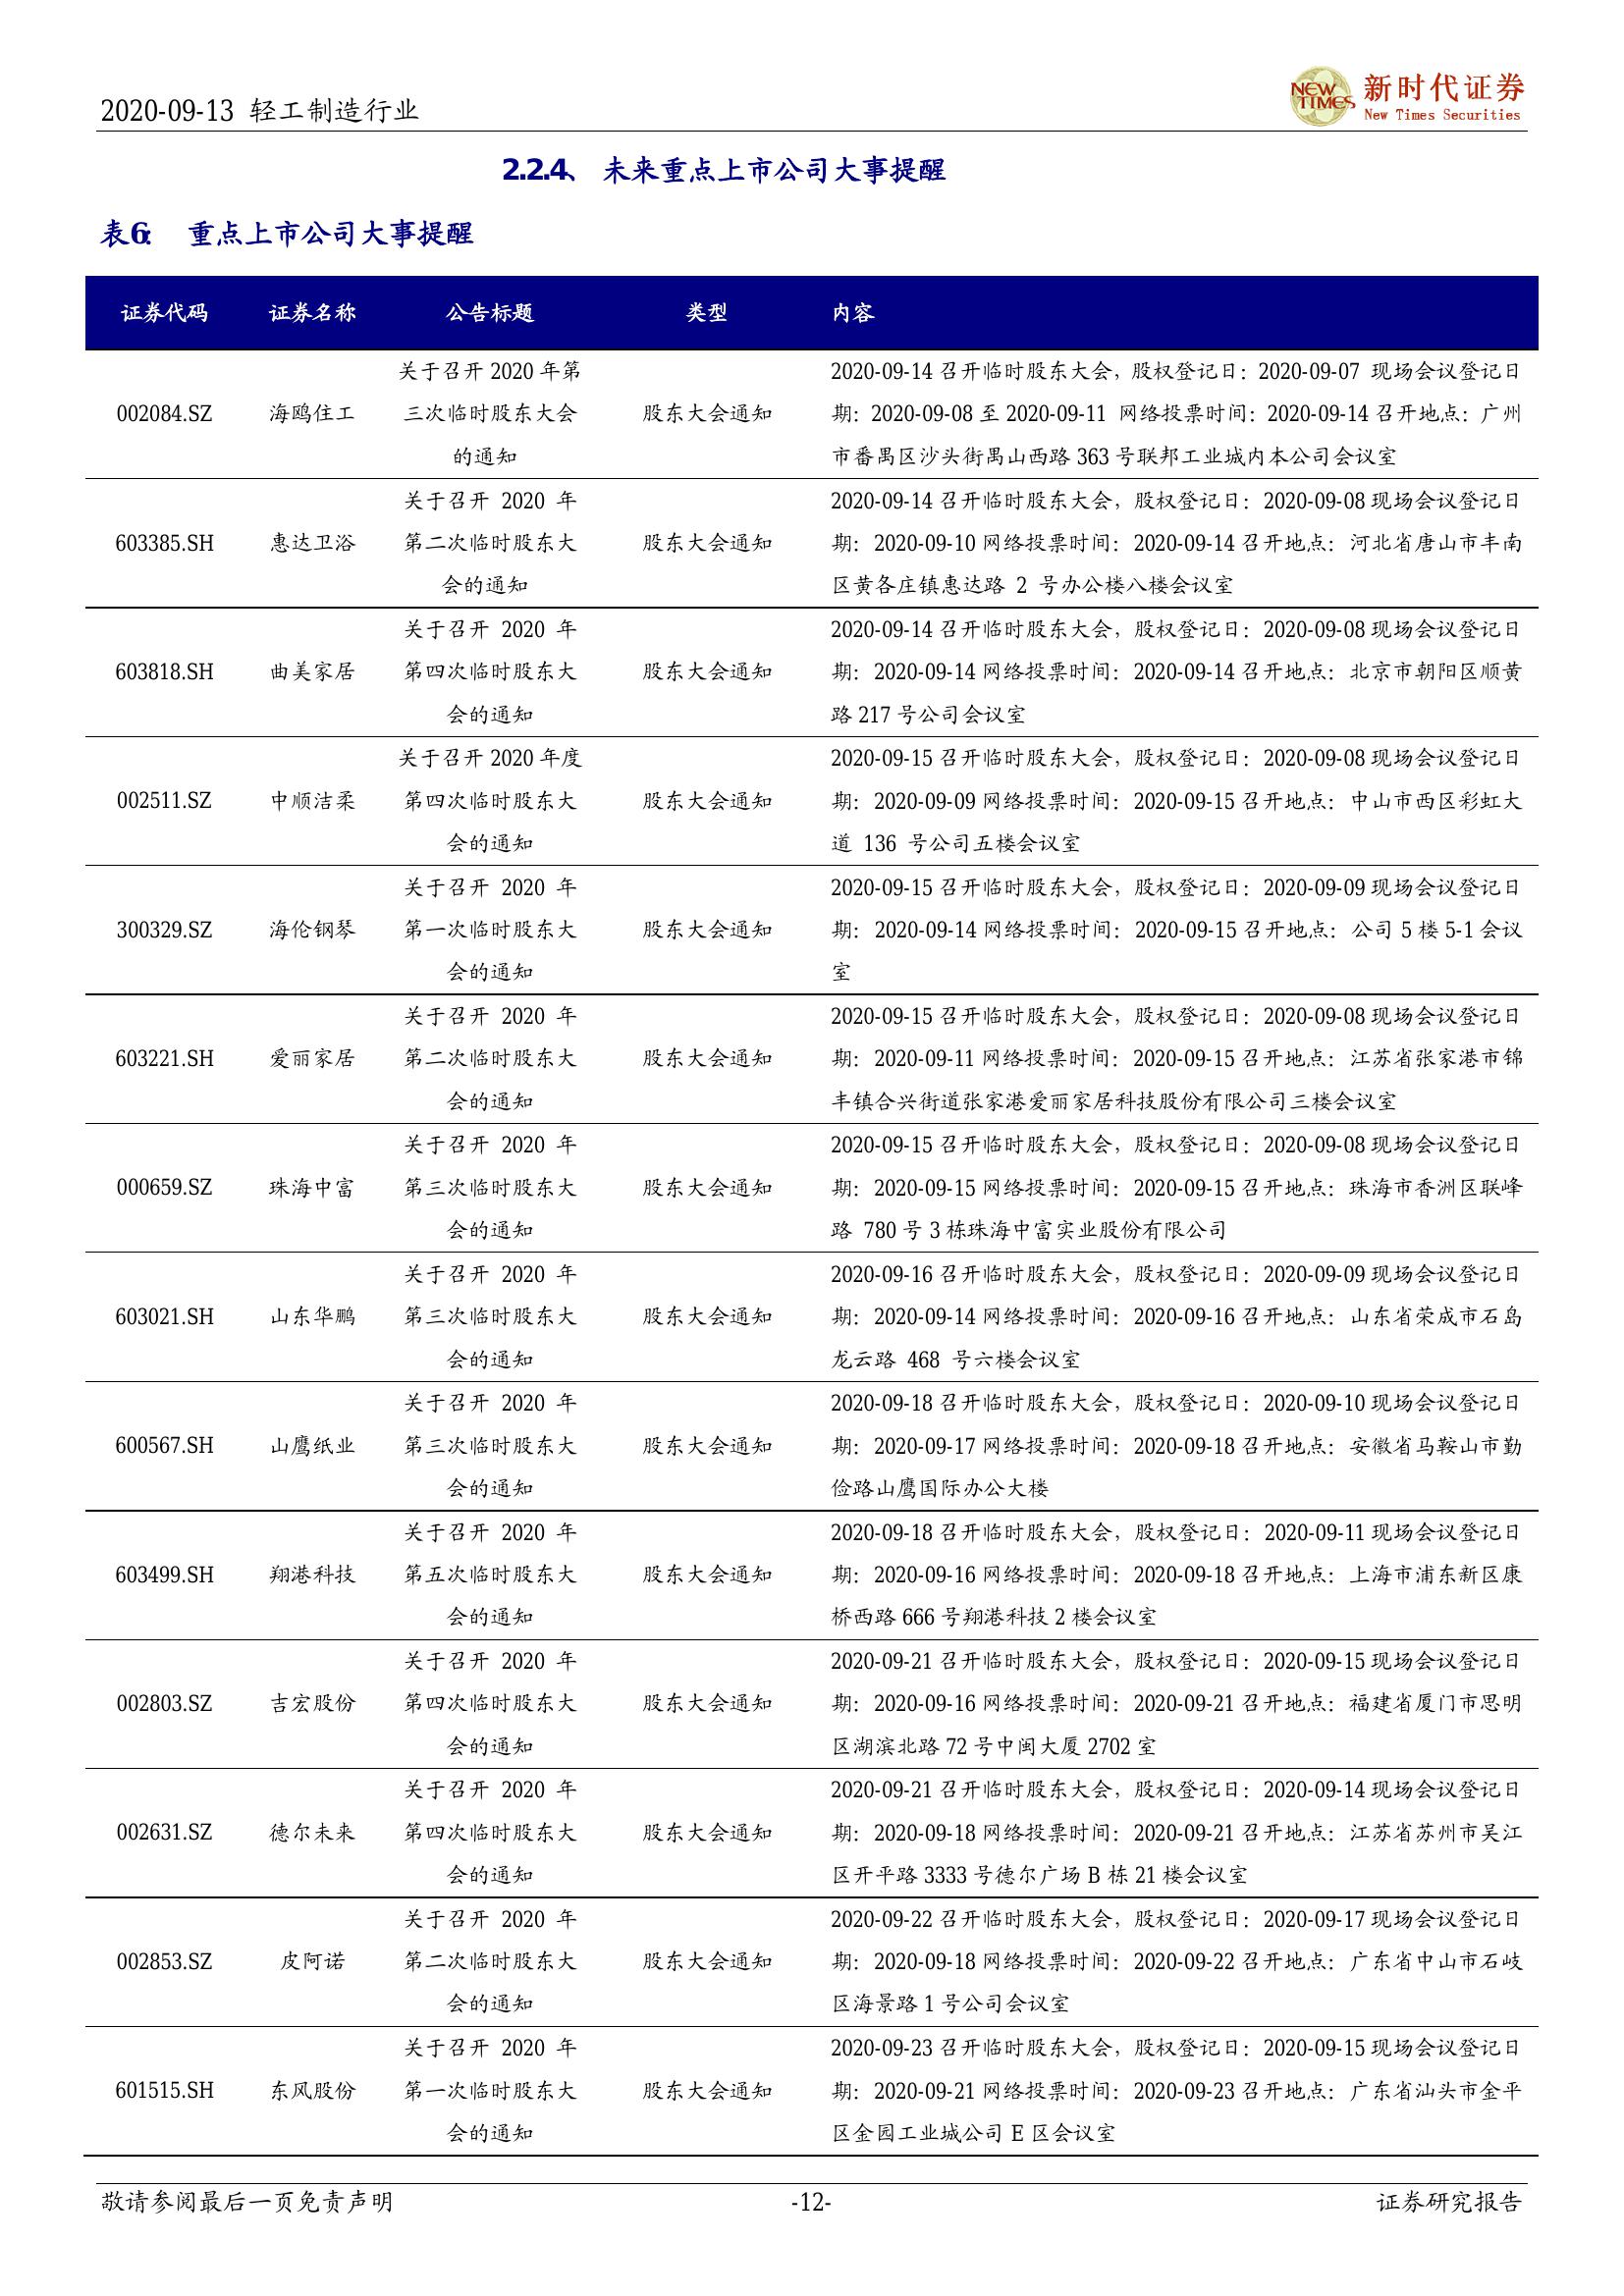 2020-09-13 轻工制造行业
NEW TIMES
新时代证券
New Times Securities
2.2.4、 未来重点上市公司大事提醒
表6: 重点上市公司大事提醒
证券代码 证券名称 公告标题 类型 内容
关于召开 2020 年第
三次临时股东大会
的通知
002084.SZ 海鸥住工 股东大会通知
2020-09-14 召开临时股东大会，股权登记日：2020-09-07 现场会议登记日
期：2020-09-08 至 2020-09-11 网络投票时间：2020-09-14 召开地点：广州
市番禺区沙头街禺山西路 363 号联邦工业城内本公司会议室
603385.SH 惠达卫浴
关于召开 2020 年
第二次临时股东大
会的通知
股东大会通知
2020-09-14 召开临时股东大会，股权登记日：2020-09-08 现场会议登记日
期：2020-09-10 网络投票时间：2020-09-14 召开地点：河北省唐山市丰南
区黄各庄镇惠达路 2 号办公楼八楼会议室
603818.SH 曲美家居
关于召开 2020 年
第四次临时股东大
会的通知
股东大会通知
2020-09-14 召开临时股东大会，股权登记日：2020-09-08 现场会议登记日
期：2020-09-14 网络投票时间：2020-09-14 召开地点：北京市朝阳区顺黄
路 217 号公司会议室
002511.SZ 中顺洁柔
关于召开 2020 年度
第四次临时股东大
会的通知
股东大会通知
2020-09-15 召开临时股东大会，股权登记日：2020-09-08 现场会议登记日
期：2020-09-09 网络投票时间：2020-09-15 召开地点：中山市西区彩虹大
道 136 号公司五楼会议室
300329.SZ 海伦钢琴
关于召开 2020 年
第一次临时股东大
会的通知
股东大会通知
2020-09-15 召开临时股东大会，股权登记日：2020-09-09 现场会议登记日
期：2020-09-14 网络投票时间：2020-09-15 召开地点：公司 5 楼 5-1 会议
室
603221.SH 爱丽家居
关于召开 2020 年
第二次临时股东大
会的通知
股东大会通知
2020-09-15 召开临时股东大会，股权登记日：2020-09-08 现场会议登记日
期：2020-09-11 网络投票时间：2020-09-15 召开地点：江苏省张家港市锦
丰镇合兴街道张家港爱丽家居科技股份有限公司三楼会议室
000659.SZ 珠海中富
关于召开 2020 年
第三次临时股东大
会的通知
股东大会通知
2020-09-15 召开临时股东大会，股权登记日：2020-09-08 现场会议登记日
期：2020-09-15 网络投票时间：2020-09-15 召开地点：珠海市香洲区联峰
路 780 号 3 栋珠海中富实业股份有限公司
603021.SH 山东华鹏
关于召开 2020 年
第三次临时股东大
会的通知
股东大会通知
2020-09-16 召开临时股东大会，股权登记日：2020-09-09 现场会议登记日
期：2020-09-14 网络投票时间：2020-09-16 召开地点：山东省荣成市石岛
龙云路 468 号六楼会议室
600567.SH 山鹰纸业
关于召开 2020 年
第三次临时股东大
会的通知
股东大会通知
2020-09-18 召开临时股东大会，股权登记日：2020-09-10 现场会议登记日
期：2020-09-17 网络投票时间：2020-09-18 召开地点：安徽省马鞍山市勤
俭路山鹰国际办公大楼
603499.SH 翔港科技
关于召开 2020 年
第五次临时股东大
会的通知
股东大会通知
2020-09-18 召开临时股东大会，股权登记日：2020-09-11 现场会议登记日
期：2020-09-16 网络投票时间：2020-09-18 召开地点：上海市浦东新区康
桥西路 666 号翔港科技 2 楼会议室
002803.SZ 吉宏股份
关于召开 2020 年
第四次临时股东大
会的通知
股东大会通知
2020-09-21 召开临时股东大会，股权登记日：2020-09-15 现场会议登记日
期：2020-09-16 网络投票时间：2020-09-21 召开地点：福建省厦门市思明
区湖滨北路 72 号中闽大厦 2702 室
002631.SZ 德尔未来
关于召开 2020 年
第四次临时股东大
会的通知
股东大会通知
2020-09-21 召开临时股东大会，股权登记日：2020-09-14 现场会议登记日
期：2020-09-18 网络投票时间：2020-09-21 召开地点：江苏省苏州市吴江
区开平路 3333 号德尔广场 B 栋 21 楼会议室
002853.SZ 皮阿诺
关于召开 2020 年
第二次临时股东大
会的通知
股东大会通知
2020-09-22 召开临时股东大会，股权登记日：2020-09-17 现场会议登记日
期：2020-09-18 网络投票时间：2020-09-22 召开地点：广东省中山市石岐
区海景路 1 号公司会议室
601515.SH 东风股份
关于召开 2020 年
第一次临时股东大
会的通知
股东大会通知
2020-09-23 召开临时股东大会，股权登记日：2020-09-15 现场会议登记日
期：2020-09-21 网络投票时间：2020-09-23 召开地点：广东省汕头市金平
区金园工业城公司 E 区会议室
敬请参阅最后一页免责声明 -12- 证券研究报告